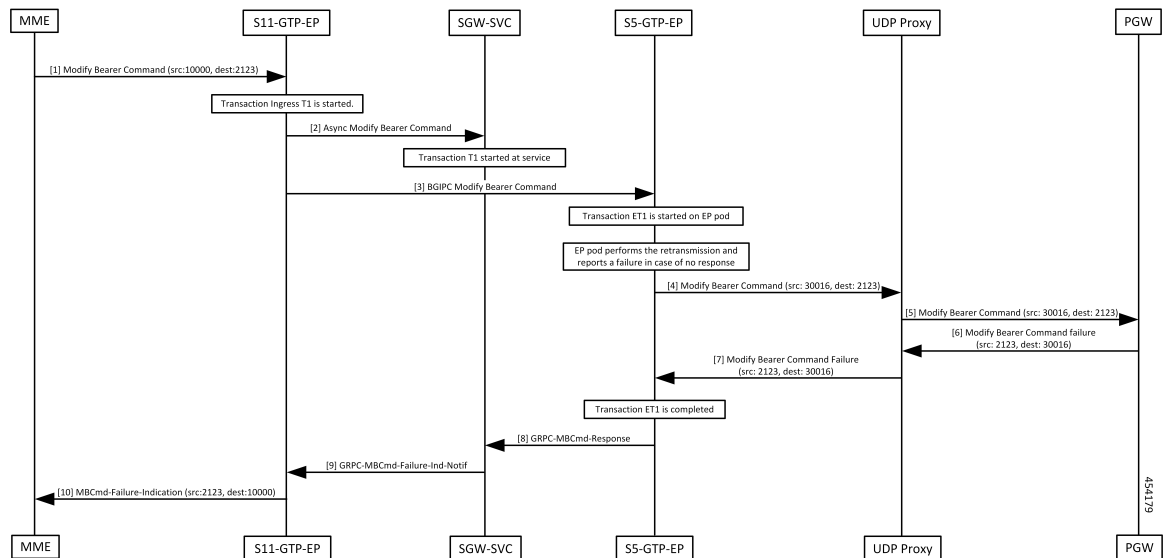 MME
S11-GTP-EP
SGW-SVC
S5-GTP-EP
UDP Proxy
PGW
[1] Modify Bearer Command (src:10000, dest:2123)
Transaction Ingress T1 is started.
[2] Async Modify Bearer Command
Transaction T1 started at service
[3] BGIPC Modify Bearer Command
Transaction ET1 is started on EP pod
EP pod performs the retransmission and
reports a failure in case of no response
[4] Modify Bearer Command (src: 30016, dest: 2123)
[5] Modify Bearer Command (src: 30016, dest: 2123)
[6] Modify Bearer Command failure
(src: 2123, dest: 30016)
[7] Modify Bearer Command Failure
(src: 2123, dest: 30016)
Transaction ET1 is completed
[8] GRPC-MBCmd-Response
[9] GRPC-MBCmd-Failure-Ind-Notif
[10] MBCmd-Failure-Indication (src:2123, dest:10000)
454179
MME
S11-GTP-EP
SGW-SVC
S5-GTP-EP
UDP Proxy
PGW